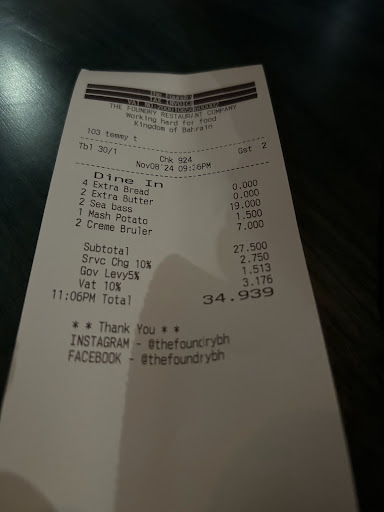 The Foundry
TAX INVOICE
THE FOUNDRY RESTAURANT COMPANY
Working hard for food
Kingdom of Bahrain
103 temmy t
Tbl 30/1 Chk 924 Gst 2
Nov08'24 09:26PM
Dine In
4 Extra Bread 0.000
2 Extra Butter 0.000
2 Sea bass 19.000
1 Mash Potato 1.500
2 Creme Bruler 7.000
Subtotal 27.500
Srvc Chg 10% 2.750
Gov Levy5% 1.513
Vat 10% 3.176
11:06PM Total 34.939
* * Thank You * *
INSTAGRAM - @thefoundrybh
FACEBOOK - @thefoundrybh